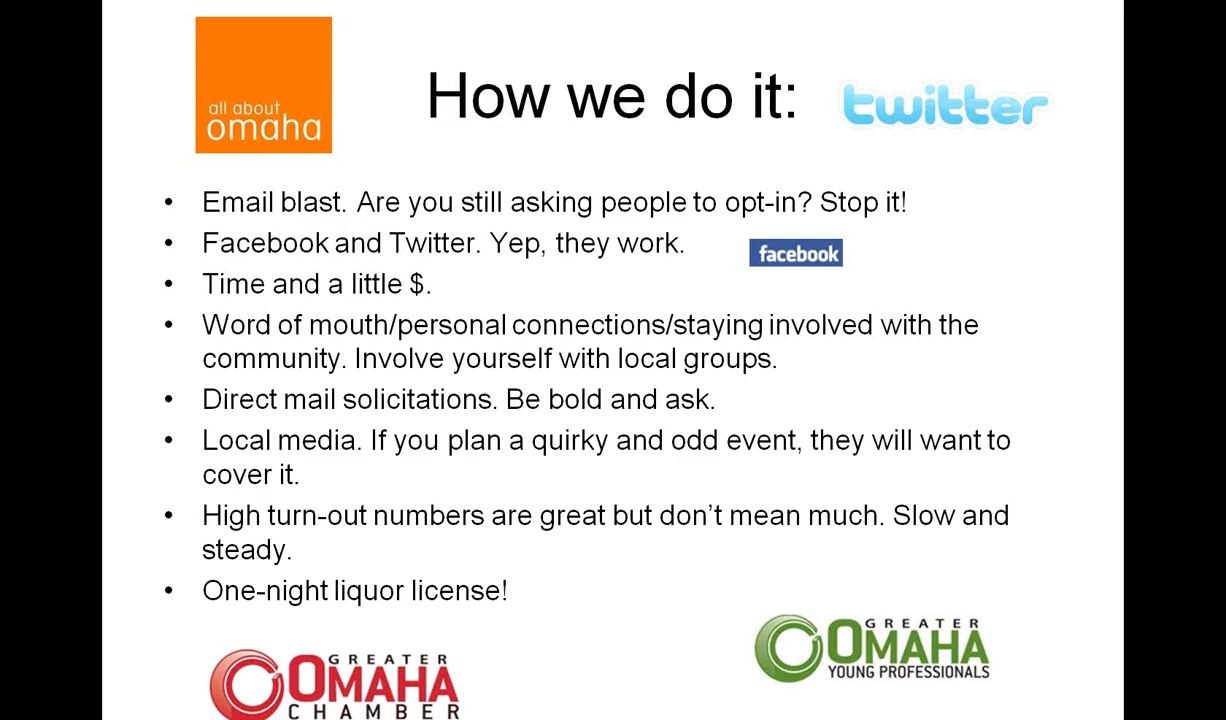 all about
omaha
How we do it:
twitter
• Email blast. Are you still asking people to opt-in? Stop it!
• Facebook and Twitter. Yep, they work.
facebook
• Time and a little $.
• Word of mouth/personal connections/staying involved with the
community. Involve yourself with local groups.
• Direct mail solicitations. Be bold and ask.
• Local media. If you plan a quirky and odd event, they will want to
cover it.
• High turn-out numbers are great but don't mean much. Slow and
steady.
• One-night liquor license!
GREATER
OMAHA
YOUNG PROFESSIONALS
GREATER
OMAHA
CHAMBER